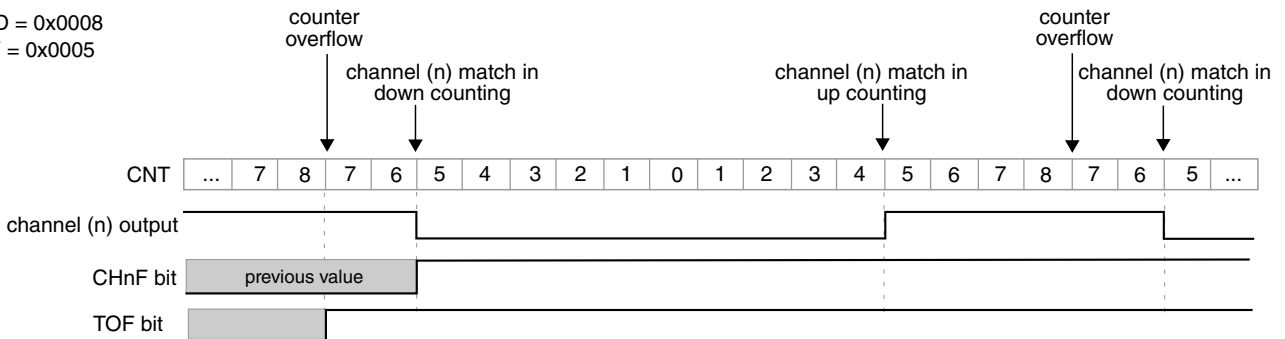 D = 0x0008
= 0x0005
counter
overflow
channel (n) match in
down counting
channel (n) match in
up counting
counter
overflow
channel (n) match in
down counting
CNT ... 7 8 7 6 5 4 3 2 1 0 1 2 3 4 5 6 7 8 7 6 5 ...
channel (n) output
CHnF bit previous value
TOF bit